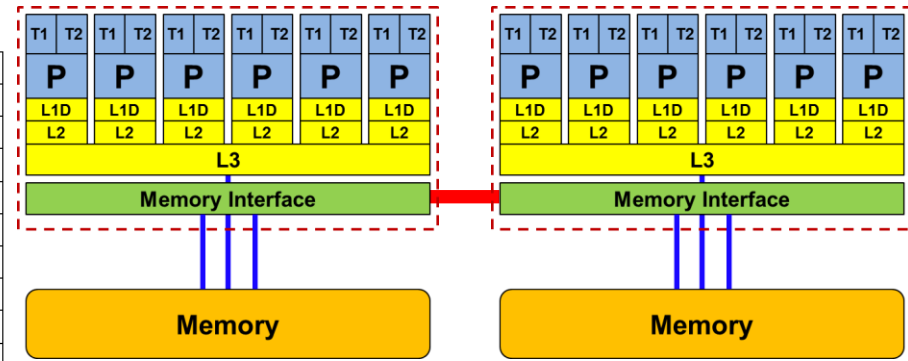 T1 T2 T1 T2 T1 T2 T1 T2 T1 T2 T1 T2 T1 T2 T1 T2 T1 T2 T1 T2 T1 T2 T1 T2
P P P P P P P P P P P P
L1D L1D L1D L1D L1D L1D L1D L1D L1D L1D L1D L1D
L2 L2 L2 L2 L2 L2 L2 L2 L2 L2 L2 L2
L3 L3
Memory Interface Memory Interface
Memory Memory